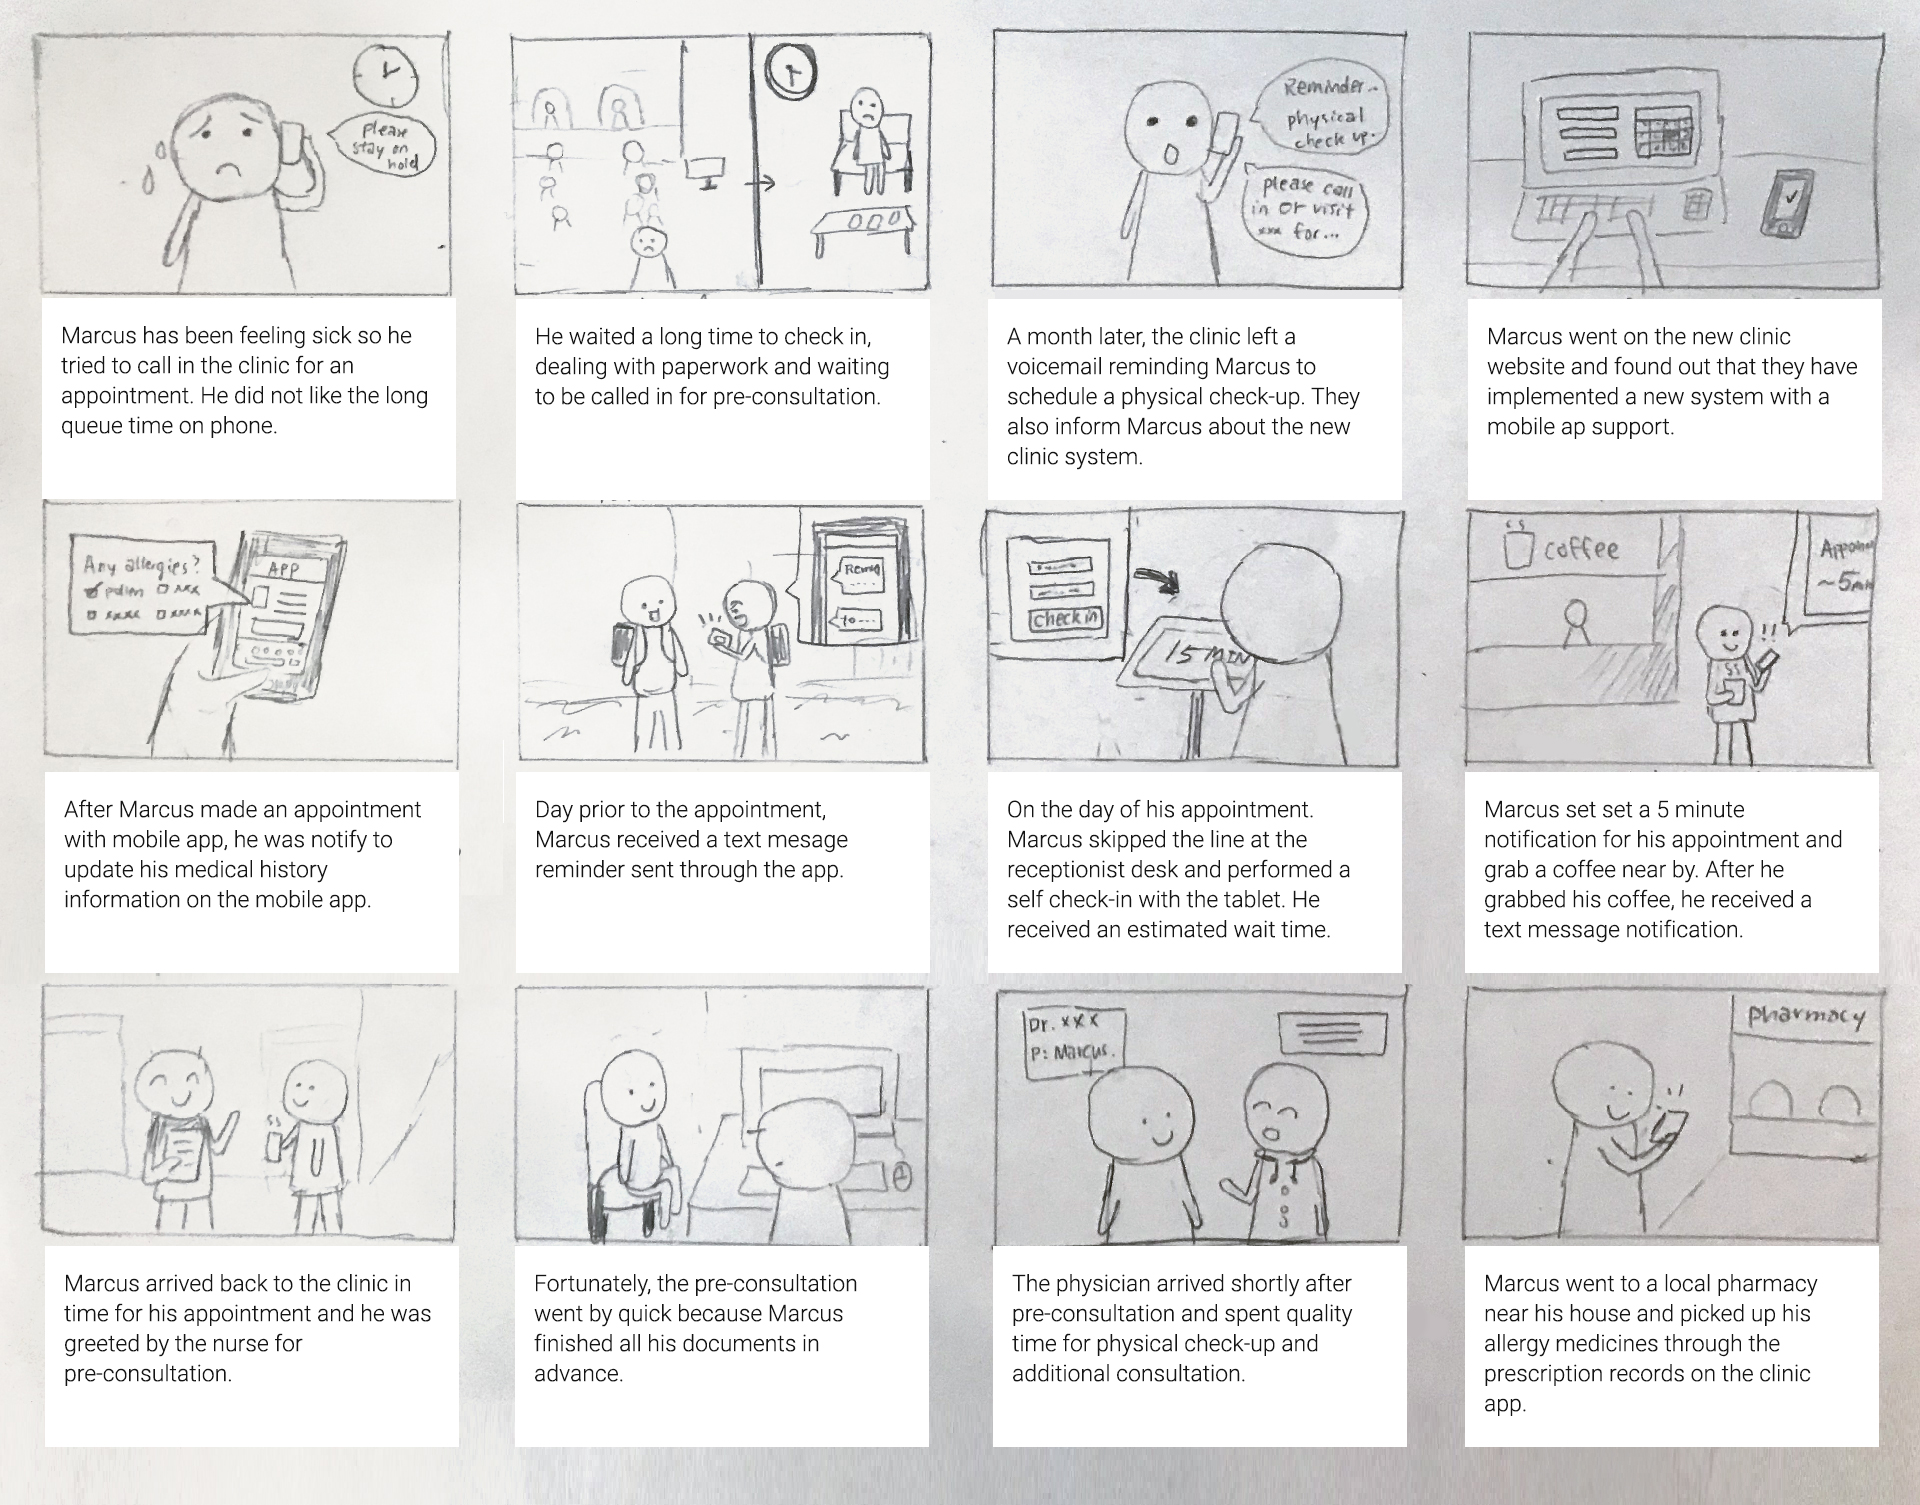 please
stay on
hold
Marcus has been feeling sick so he
tried to call in the clinic for an
appointment. He did not like the long
queue time on phone.
He waited a long time to check in,
dealing with paperwork and waiting
to be called in for pre-consultation.
Reminder..
physical
check up.
please call
in or visit
xxx for...
A month later, the clinic left a
voicemail reminding Marcus to
schedule a physical check-up. They
also inform Marcus about the new
clinic system.
Marcus went on the new clinic
website and found out that they have
implemented a new system with a
mobile ap support.
Any allergies?
xxx
xxxx xxxx
APP
After Marcus made an appointment
with mobile app, he was notify to
update his medical history
information on the mobile app.
to----
Day prior to the appointment,
Marcus received a text mesage
reminder sent through the app.
check in
15 MIN
On the day of his appointment.
Marcus skipped the line at the
receptionist desk and performed a
self check-in with the tablet. He
received an estimated wait time.
coffee
!!
Appoin
~5min
Marcus set set a 5 minute
notification for his appointment and
grab a coffee near by. After he
grabbed his coffee, he received a
text message notification.
Marcus arrived back to the clinic in
time for his appointment and he was
greeted by the nurse for
pre-consultation.
Fortunately, the pre-consultation
went by quick because Marcus
finished all his documents in
advance.
Dr. xxx
P: Marcus.
The physician arrived shortly after
pre-consultation and spent quality
time for physical check-up and
additional consultation.
pharmacy
Marcus went to a local pharmacy
near his house and picked up his
allergy medicines through the
prescription records on the clinic
app.